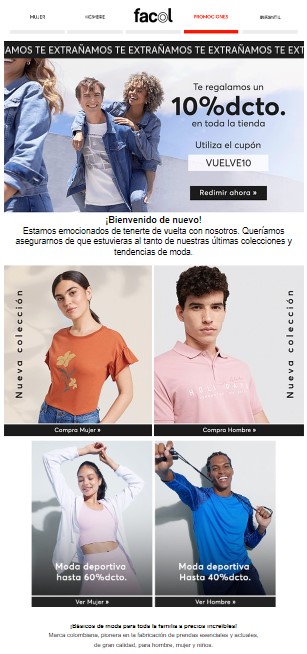 MUJER HOMBRE facol PROMOCIONES INFANTIL
AMOS TE EXTRAÑAMOS TE EXTRAÑAMOS TE EXTRAÑAMOS TE EXT
Te regalamos un
10%dcto.
en toda la tienda
Utiliza el cupón
VUELVE10
Redimir ahora »
¡Bienvenido de nuevo!
Estamos emocionados de tenerte de vuelta con nosotros. Queríamos
asegurarnos de que estuvieras al tanto de nuestras últimas colecciones y
tendencias de moda.
Nueva colección
Nueva colección
Compra Mujer »
Compra Hombre »
Moda deportiva
hasta 60%dcto.
Moda deportiva
Hasta 40%dcto.
Ver Mujer »
Ver Hombre »
¡Básicos de moda para toda la familia a precios increíbles!
Marca colombiana, pionera en la fabricación de prendas esenciales y actuales,
de gran calidad, para hombre, mujer y niños.